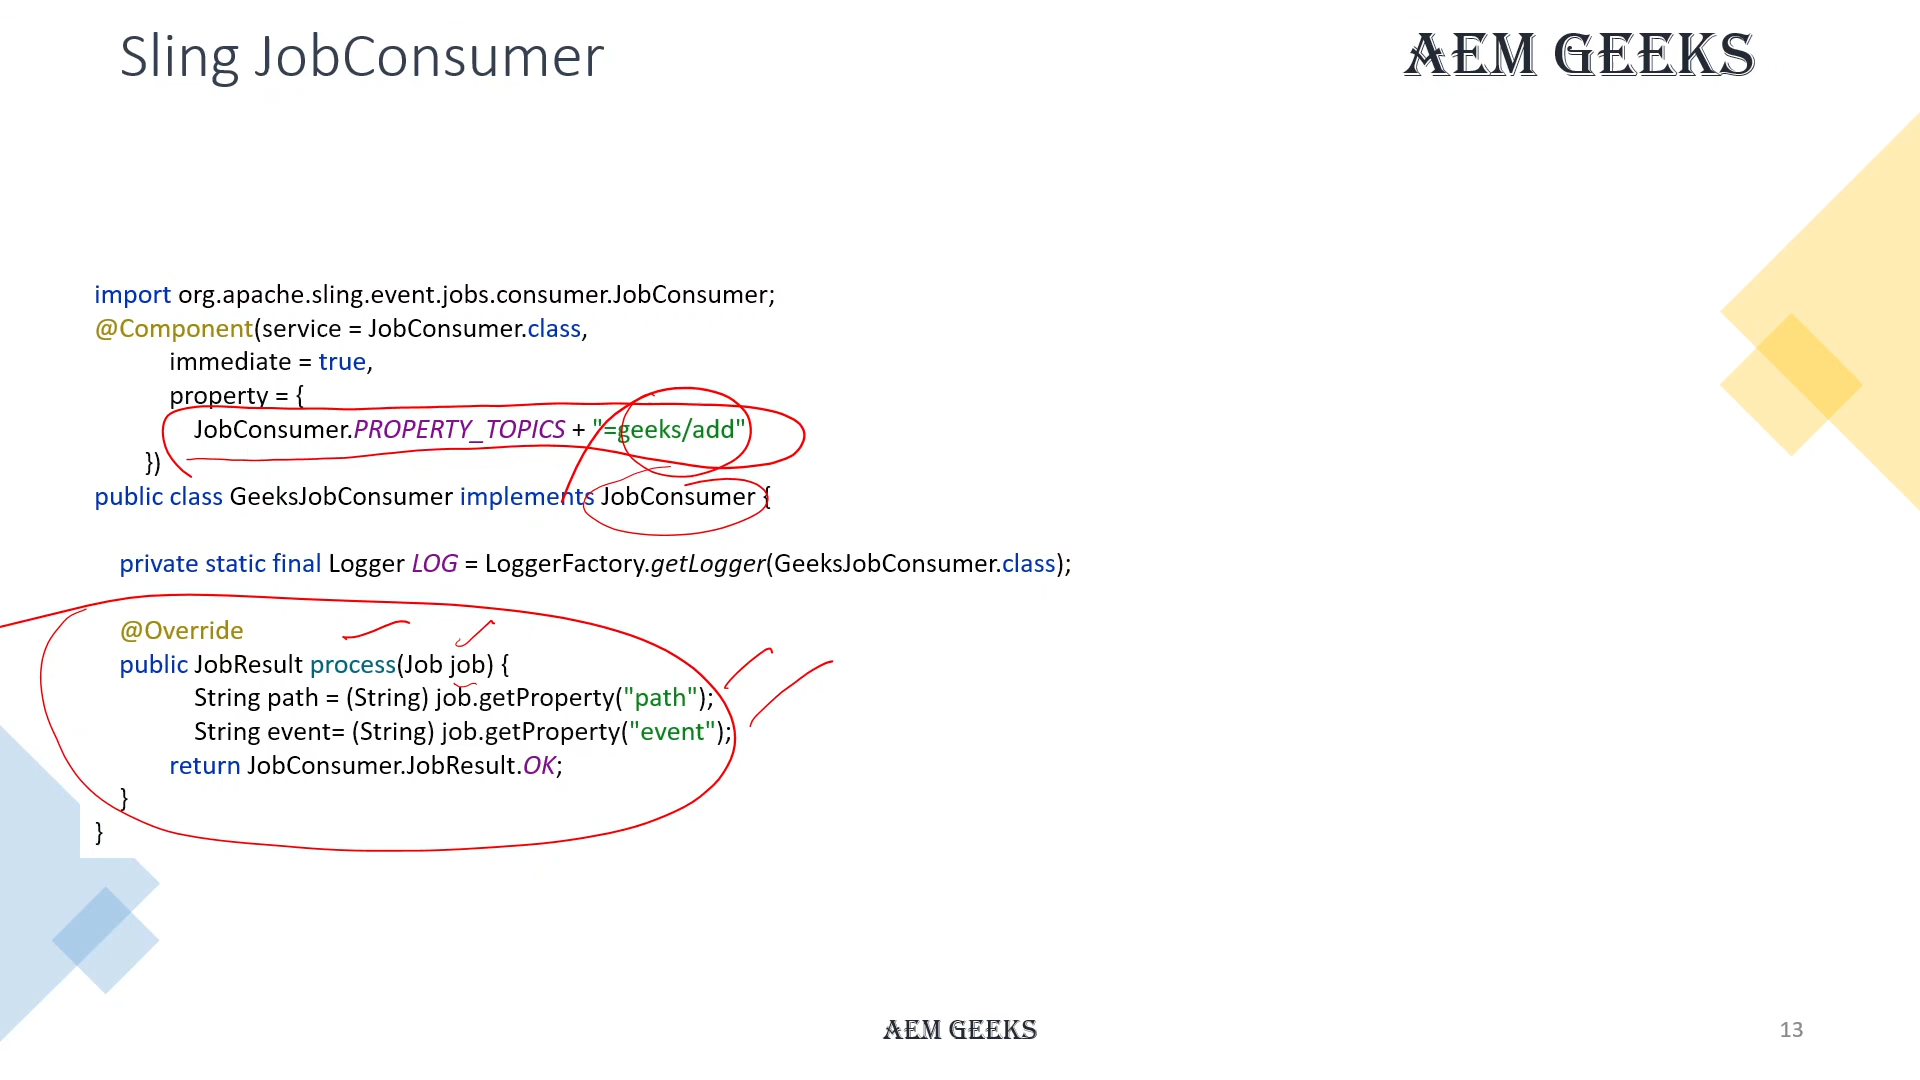 Sling JobConsumer
AEM GEEKS
import org.apache.sling.event.jobs.consumer.JobConsumer;
@Component(service = JobConsumer.class,
immediate = true,
property = {
JobConsumer.PROPERTY_TOPICS + "=geeks/add"
})
public class GeeksJobConsumer implements JobConsumer {
private static final Logger LOG = LoggerFactory.getLogger(GeeksJobConsumer.class);
@Override
public JobResult process(Job job) {
String path = (String) job.getProperty("path");
String event= (String) job.getProperty("event");
return JobConsumer.JobResult.OK;
}
}
AEM GEEKS
13